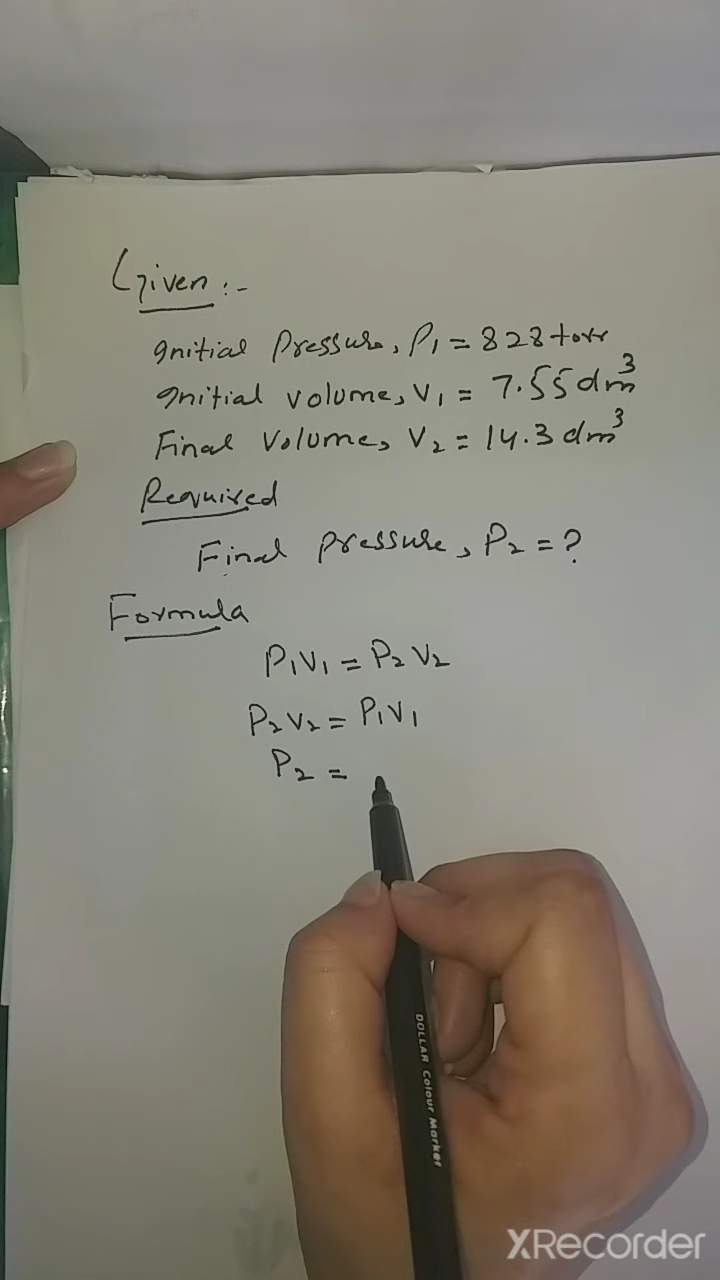 Given :-
Initial Pressure, P₁ = 828 torr
Initial volume, V₁ = 7.55 dm³
Final Volume, V₂ = 14.3 dm³
Required
Final pressure, P₂ = ?
Formula
P₁V₁ = P₂V₂
P₂V₂ = P₁V₁
P₂ =
DOLLAR Colour Marker
XRecorder